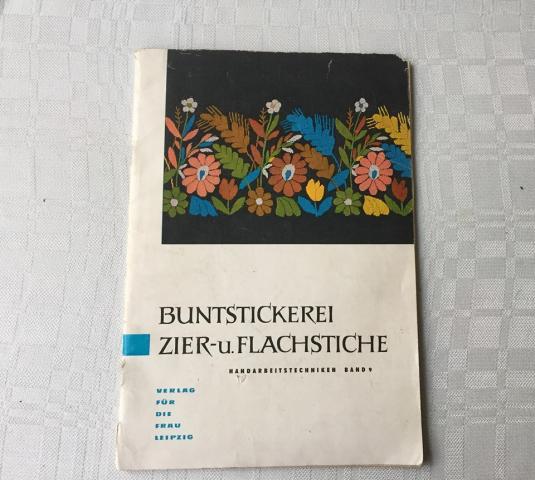 BUNTSTICKEREI
ZIER-u. FLACHSTICHE
HANDARBEITSTECHNIKEN BAND 9
VERLAG
FÜR
DIE
FRAU
LEIPZIG